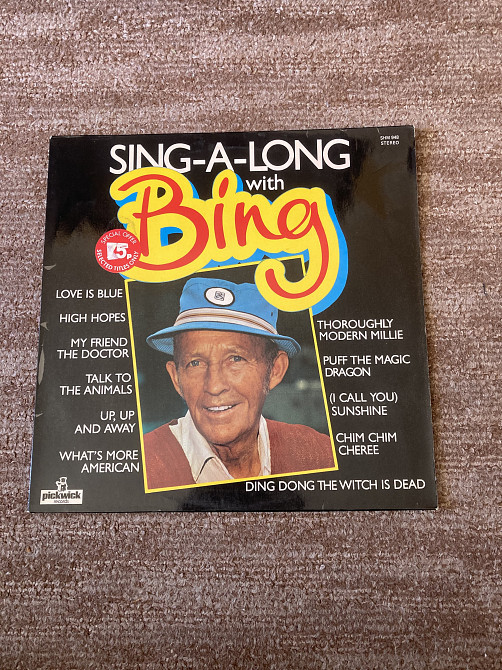 SHM 948
STEREO
SING-A-LONG
with
Bing
SPECIAL OFFER
75p
SELECTED TITLES ONLY
LOVE IS BLUE
HIGH HOPES
MY FRIEND
THE DOCTOR
TALK TO
THE ANIMALS
UP, UP
AND AWAY
WHAT'S MORE
AMERICAN
THOROUGHLY
MODERN MILLIE
PUFF THE MAGIC
DRAGON
(I CALL YOU)
SUNSHINE
CHIM CHIM
CHEREE
DING DONG THE WITCH IS DEAD
pickwick
records